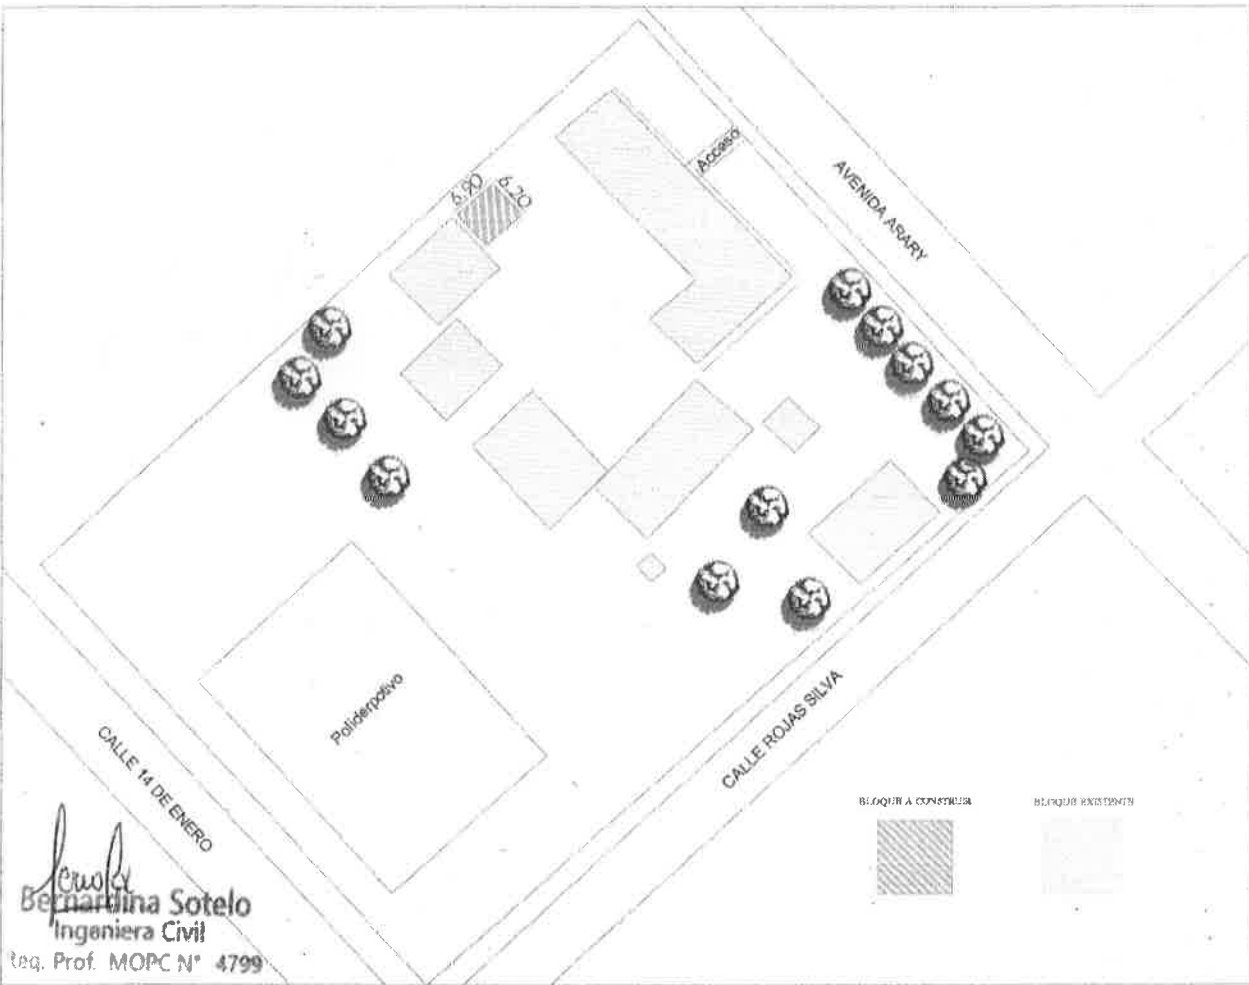 Acceso
AVENIDA ARARY
6.90
6.20
Poliderpotivo
CALLE ROJAS SILVA
CALLE 14 DE ENERO
BLOQUE A CONSTRUIR
BLOQUE EXISTENTE
Bernardina Sotelo
Ingeniera Civil
Reg. Prof. MOPC N° 4799